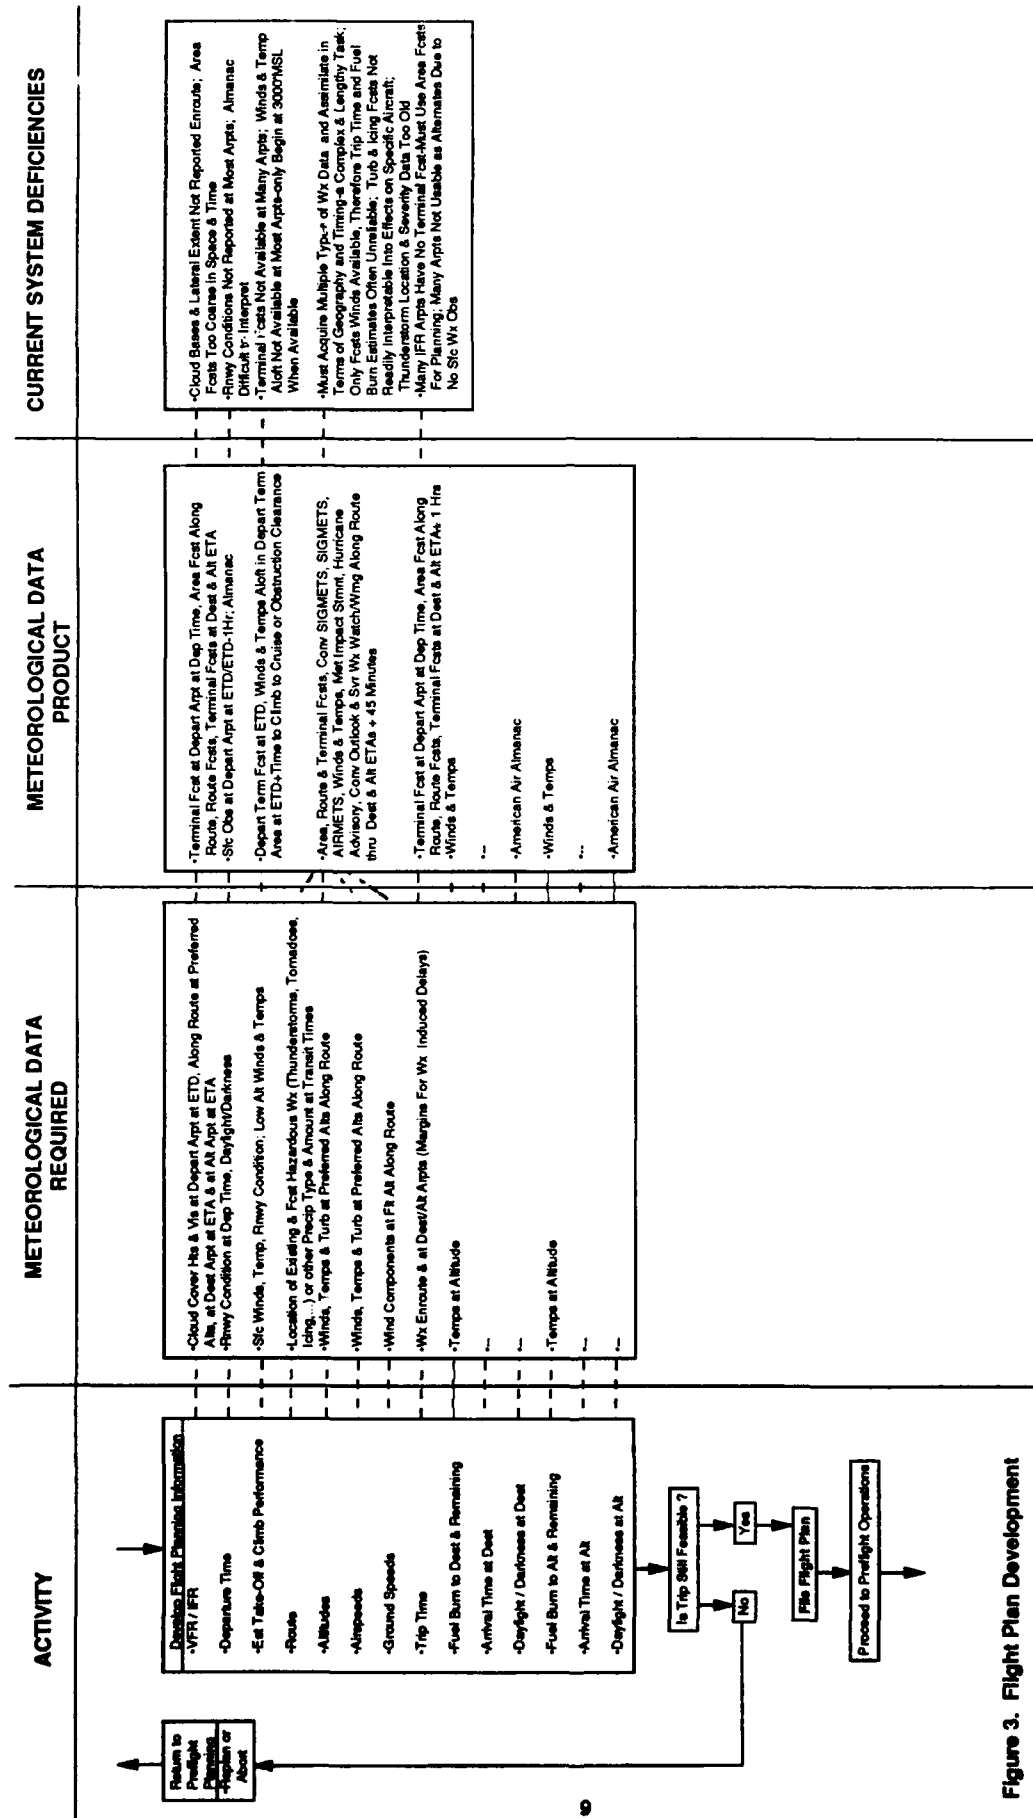 ACTIVITY
METEOROLOGICAL DATA
REQUIRED
METEOROLOGICAL DATA
PRODUCT
CURRENT SYSTEM DEFICIENCIES
Return to
Preflight
Planning
•Replan or
Abort
Develop Flight Planning Information
•VFR / IFR
•Departure Time
•Est Take-Off & Climb Performance
•Route
•Altitudes
•Airspeeds
•Ground Speeds
•Trip Time
•Fuel Burn to Dest & Remaining
•Arrival Time at Dest
•Daylight / Darkness at Dest
•Fuel Burn to Alt & Remaining
•Arrival Time at Alt
•Daylight / Darkness at Alt
Is Trip Still Feasible ?
No
Yes
File Flight Plan
Proceed to Preflight Operations
•Cloud Cover Hts & Vis at Depart Arpt at ETD, Along Route at Preferred
Alts, at Dest Arpt at ETA & at Alt Arpt at ETA
•Rnwy Condition at Dep Time, Daylight/Darkness
•Sfc Winds, Temp, Rnwy Condition; Low Alt Winds & Temps
•Location of Existing & Fcst Hazardous Wx (Thunderstorms, Tornadoes,
Icing,...) or other Precip Type & Amount at Transit Times
•Winds, Temps & Turb at Preferred Alts Along Route
•Winds, Temps & Turb at Preferred Alts Along Route
•Wind Components at Flt Alt Along Route
•Wx Enroute & at Dest/Alt Arpts (Margins For Wx Induced Delays)
•Temps at Altitude
•--
•--
•Temps at Altitude
•--
•--
•Terminal Fcst at Depart Arpt at Dep Time, Area Fcst Along
Route, Route Fcsts, Terminal Fcsts at Dest & Alt ETA
•Sfc Obs at Depart Arpt at ETD/ETD-1Hr; Almanac
•Depart Term Fcst at ETD, Winds & Temps Aloft in Depart Term
Area at ETD+Time to Climb to Cruise or Obstruction Clearance
•Area, Route & Terminal Fcsts, Conv SIGMETS, SIGMETS,
AIRMETS, Winds & Temps, Met Impact Stmnt, Hurricane
Advisory, Conv Outlook & Svr Wx Watch/Wrng Along Route
thru Dest & Alt ETAs + 45 Minutes
•Terminal Fcst at Depart Arpt at Dep Time, Area Fcst Along
Route, Route Fcsts, Terminal Fcsts at Dest & Alt ETA+ 1 Hrs
•Winds & Temps
•--
•American Air Almanac
•Winds & Temps
•--
•American Air Almanac
•Cloud Bases & Lateral Extent Not Reported Enroute; Area
Fcsts Too Coarse in Space & Time
•Rnwy Conditions Not Reported at Most Arpts; Almanac
Difficult to Interpret
•Terminal Fcsts Not Available at Many Arpts; Winds & Temp
Aloft Not Available at Most Arpts-only Begin at 3000'MSL
When Available
•Must Acquire Multiple Types of Wx Data and Assimilate in
Terms of Geography and Timing-a Complex & Lengthy Task;
Only Fcsts Winds Available, Therefore Trip Time and Fuel
Burn Estimates Often Unreliable; Turb & Icing Fcsts Not
Readily Interpretable Into Effects on Specific Aircraft;
Thunderstorm Location & Severity Data Too Old
•Many IFR Arpts Have No Terminal Fcst-Must Use Area Fcsts
For Planning; Many Arpts Not Usable as Alternates Due to
No Sfc Wx Obs
Figure 3. Flight Plan Development
9